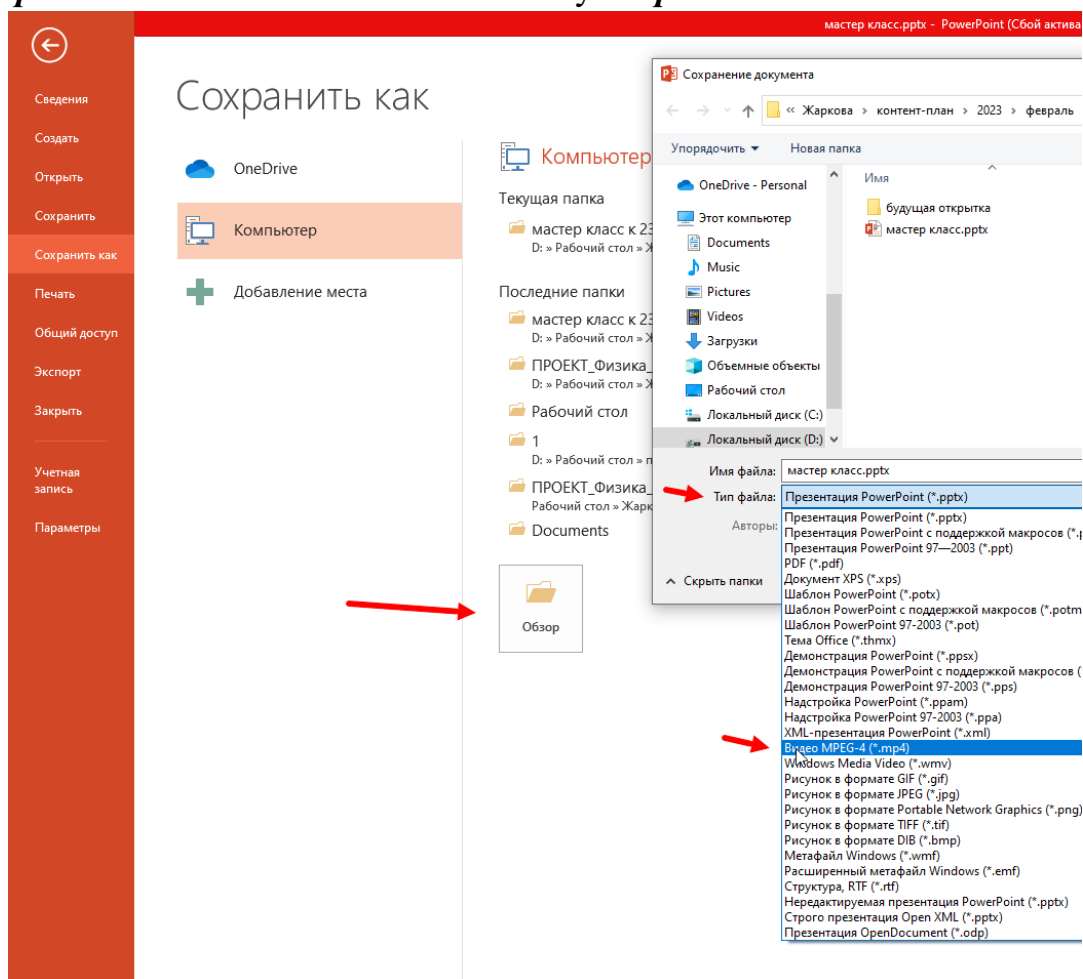 мастер класс.pptx - PowerPoint (Сбой актива
Сведения
Создать
Открыть
Сохранить
Сохранить как
Печать
Общий доступ
Экспорт
Закрыть
Учетная
запись
Параметры
Сохранить как
OneDrive
Компьютер
Добавление места
Компьютер
Текущая папка
мастер класс к 23
D: » Рабочий стол » Ж
Последние папки
мастер класс к 23
D: » Рабочий стол » Ж
ПРОЕКТ_Физика_
D: » Рабочий стол » Ж
Рабочий стол
1
D: » Рабочий стол » п
ПРОЕКТ_Физика_
Рабочий стол » Жарк
Documents
Обзор
Сохранение документа
« Жаркова › контент-план › 2023 › февраль
Упорядочить
Новая папка
OneDrive - Personal
Этот компьютер
Documents
Music
Pictures
Videos
Загрузки
Объемные объекты
Рабочий стол
Локальный диск (C:)
Локальный диск (D:)
Имя
будущая открытка
мастер класс.pptx
Имя файла: мастер класс.pptx
Тип файла: Презентация PowerPoint (*.pptx)
Авторы:
Скрыть папки
Презентация PowerPoint (*.pptx)
Презентация PowerPoint с поддержкой макросов (*.p
Презентация PowerPoint 97—2003 (*.ppt)
PDF (*.pdf)
Документ XPS (*.xps)
Шаблон PowerPoint (*.potx)
Шаблон PowerPoint с поддержкой макросов (*.potm
Шаблон PowerPoint 97-2003 (*.pot)
Тема Office (*.thmx)
Демонстрация PowerPoint (*.ppsx)
Демонстрация PowerPoint с поддержкой макросов (
Демонстрация PowerPoint 97-2003 (*.pps)
Надстройка PowerPoint (*.ppam)
Надстройка PowerPoint 97-2003 (*.ppa)
XML-презентация PowerPoint (*.xml)
Видео MPEG-4 (*.mp4)
Windows Media Video (*.wmv)
Рисунок в формате GIF (*.gif)
Рисунок в формате JPEG (*.jpg)
Рисунок в формате Portable Network Graphics (*.png)
Рисунок в формате TIFF (*.tif)
Рисунок в формате DIB (*.bmp)
Метафайл Windows (*.wmf)
Расширенный метафайл Windows (*.emf)
Структура, RTF (*.rtf)
Нередактируемая презентация PowerPoint (*.pptx)
Строго презентация Open XML (*.pptx)
Презентация OpenDocument (*.odp)